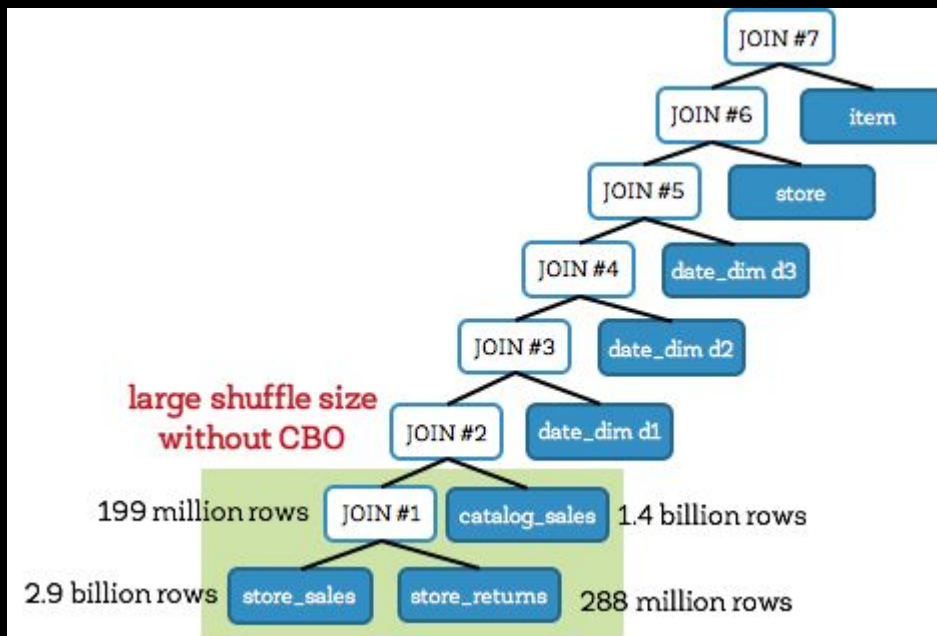 JOIN #7
JOIN #6
item
JOIN #5
store
JOIN #4
date_dim d3
JOIN #3
date_dim d2
large shuffle size
without CBO
JOIN #2
date_dim d1
199 million rows
JOIN #1
catalog_sales
1.4 billion rows
2.9 billion rows
store_sales
store_returns
288 million rows